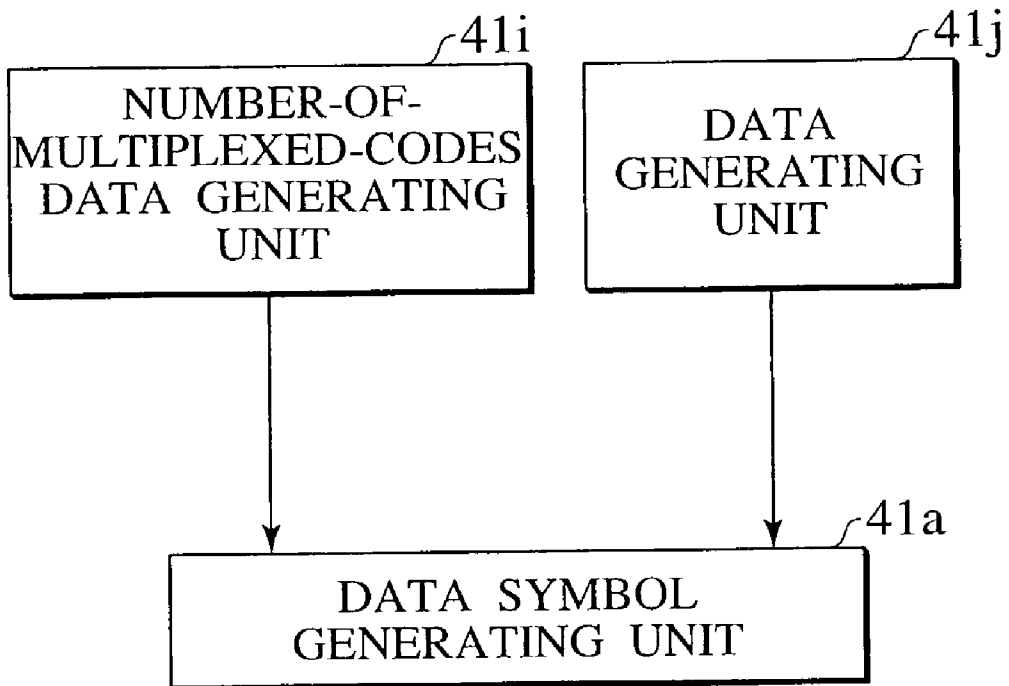 41i
NUMBER-OF-
MULTIPLEXED-CODES
DATA GENERATING
UNIT
41j
DATA
GENERATING
UNIT
41a
DATA SYMBOL
GENERATING UNIT